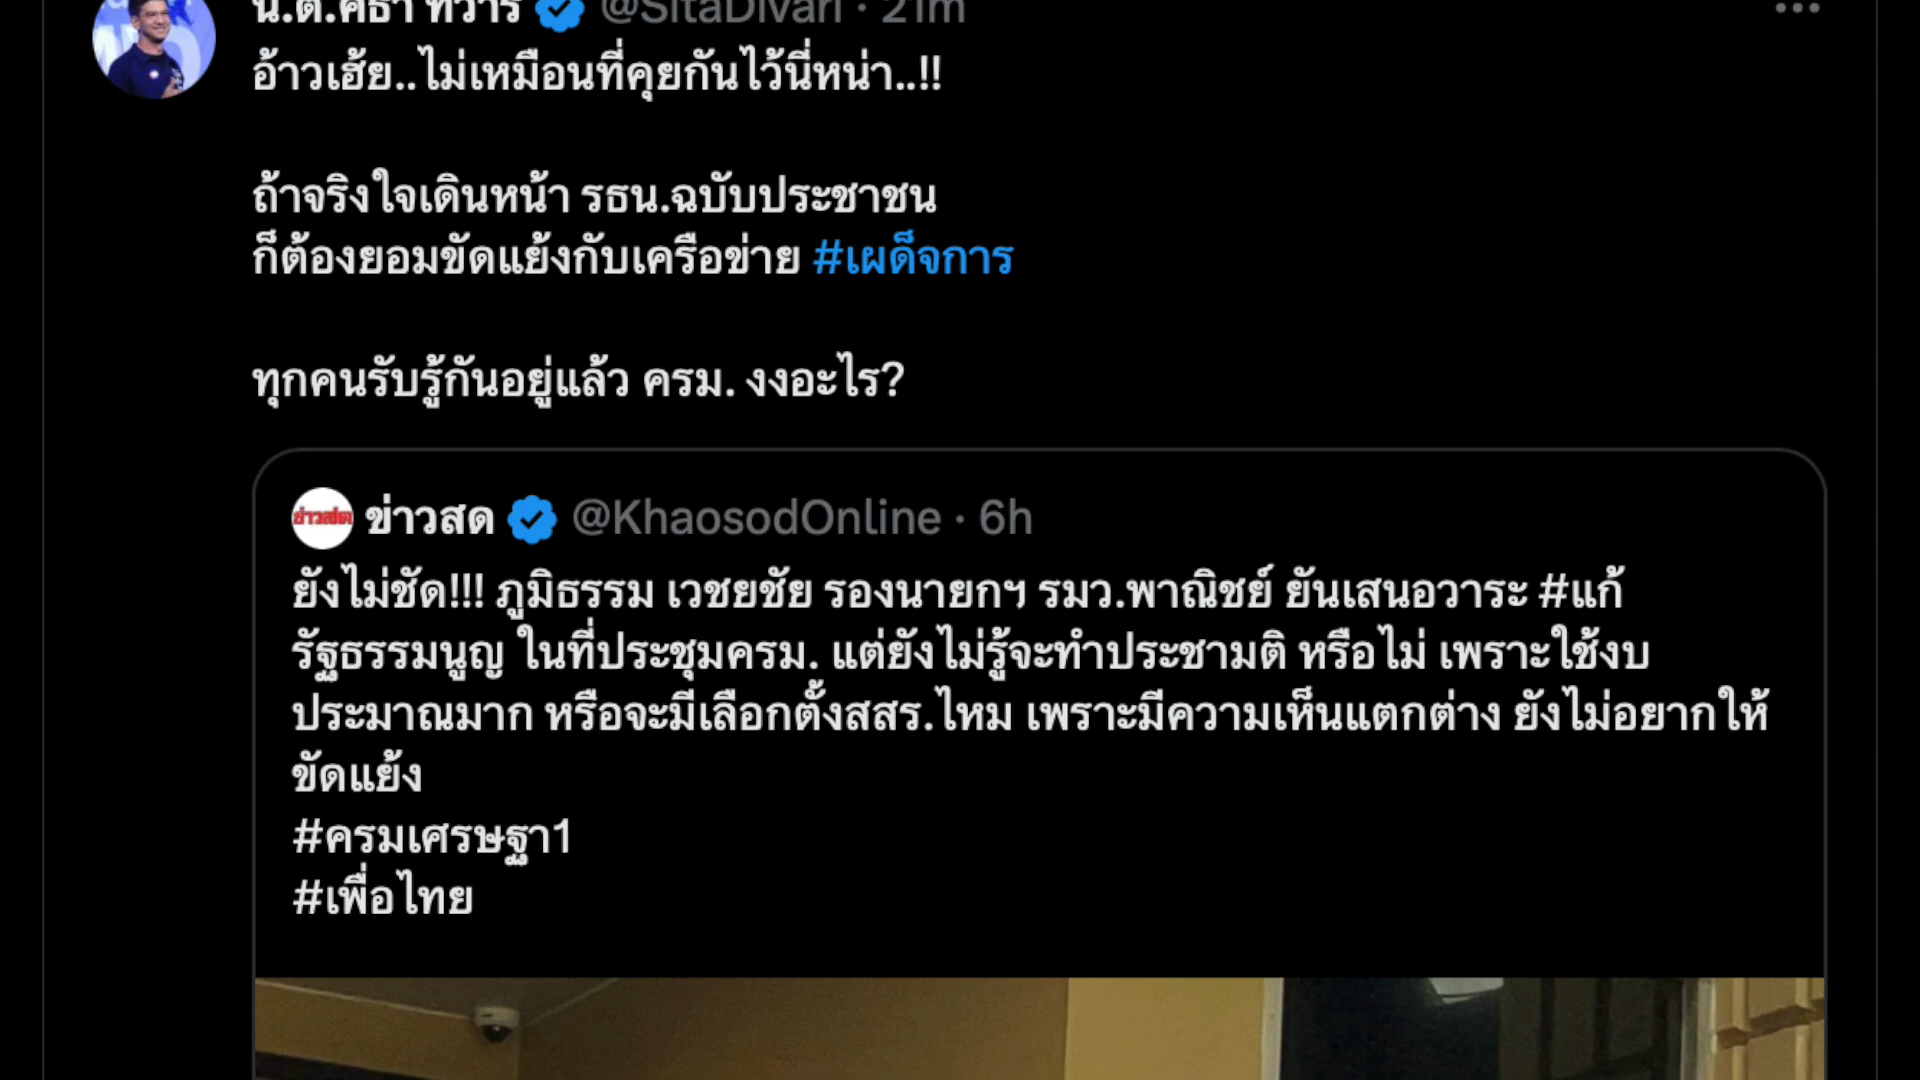 น.ต.ศิธา ทิวารี @SitaDivari · 21m
อ้าวเฮ้ย..ไม่เหมือนที่คุยกันไว้นี่หน่า..!!
ถ้าจริงใจเดินหน้า รธน.ฉบับประชาชน
ก็ต้องยอมขัดแย้งกับเครือข่าย #เผด็จการ
ทุกคนรับรู้กันอยู่แล้ว ครม. งงอะไร?
ข่าวสด ข่าวสด @KhaosodOnline · 6h
ยังไม่ชัด!!! ภูมิธรรม เวชยชัย รองนายกฯ รมว.พาณิชย์ ยันเสนอวาระ #แก้
รัฐธรรมนูญ ในที่ประชุมครม. แต่ยังไม่รู้จะทำประชามติ หรือไม่ เพราะใช้งบ
ประมาณมาก หรือจะมีเลือกตั้งสสร.ไหม เพราะมีความเห็นแตกต่าง ยังไม่อยากให้
ขัดแย้ง
#ครมเศรษฐา1
#เพื่อไทย